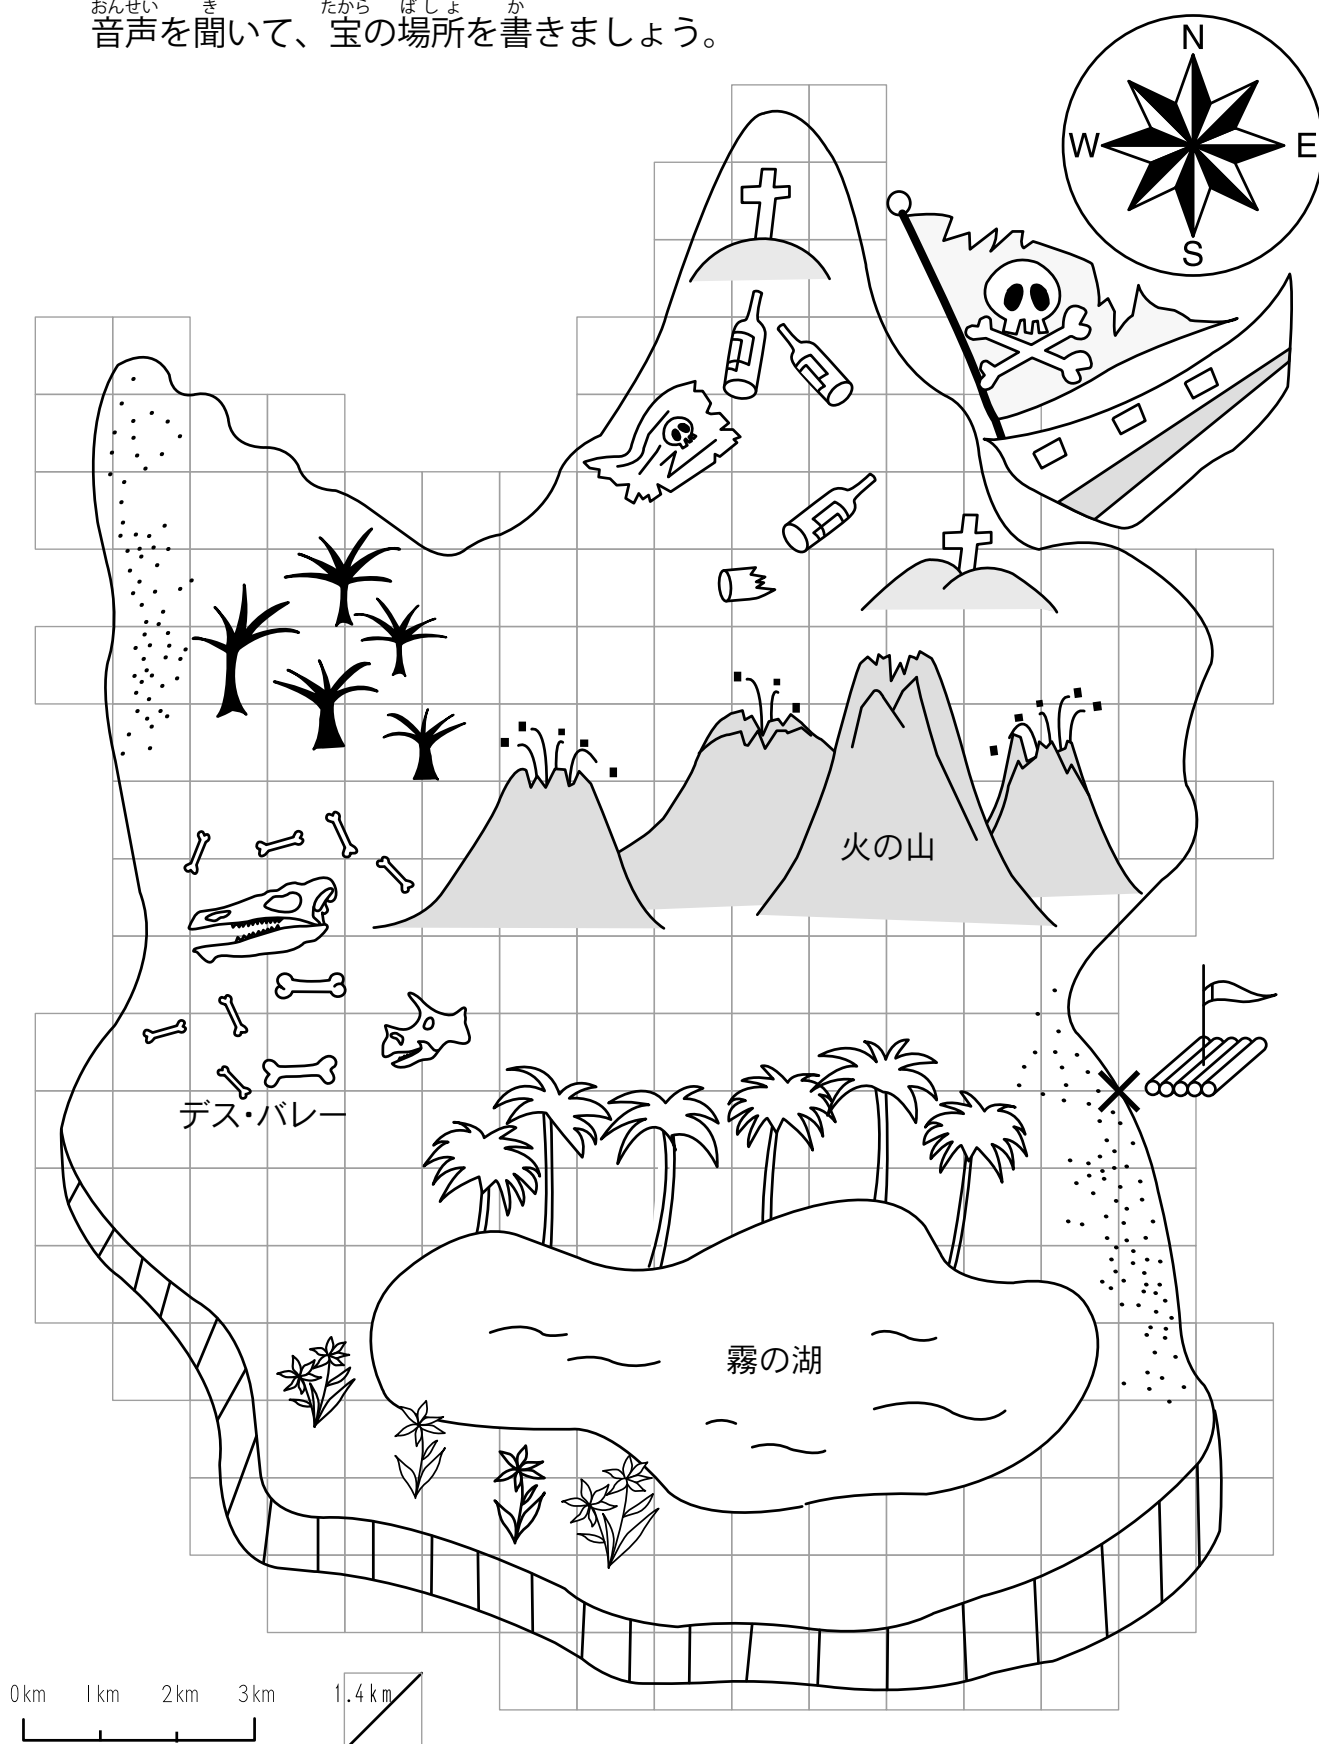 おんせい き たから ばしょ か
音声を聞いて、宝の場所を書きましょう。
N
W E
S
火の山
デス・バレー
霧の湖
0km 1km 2km 3km 1.4km